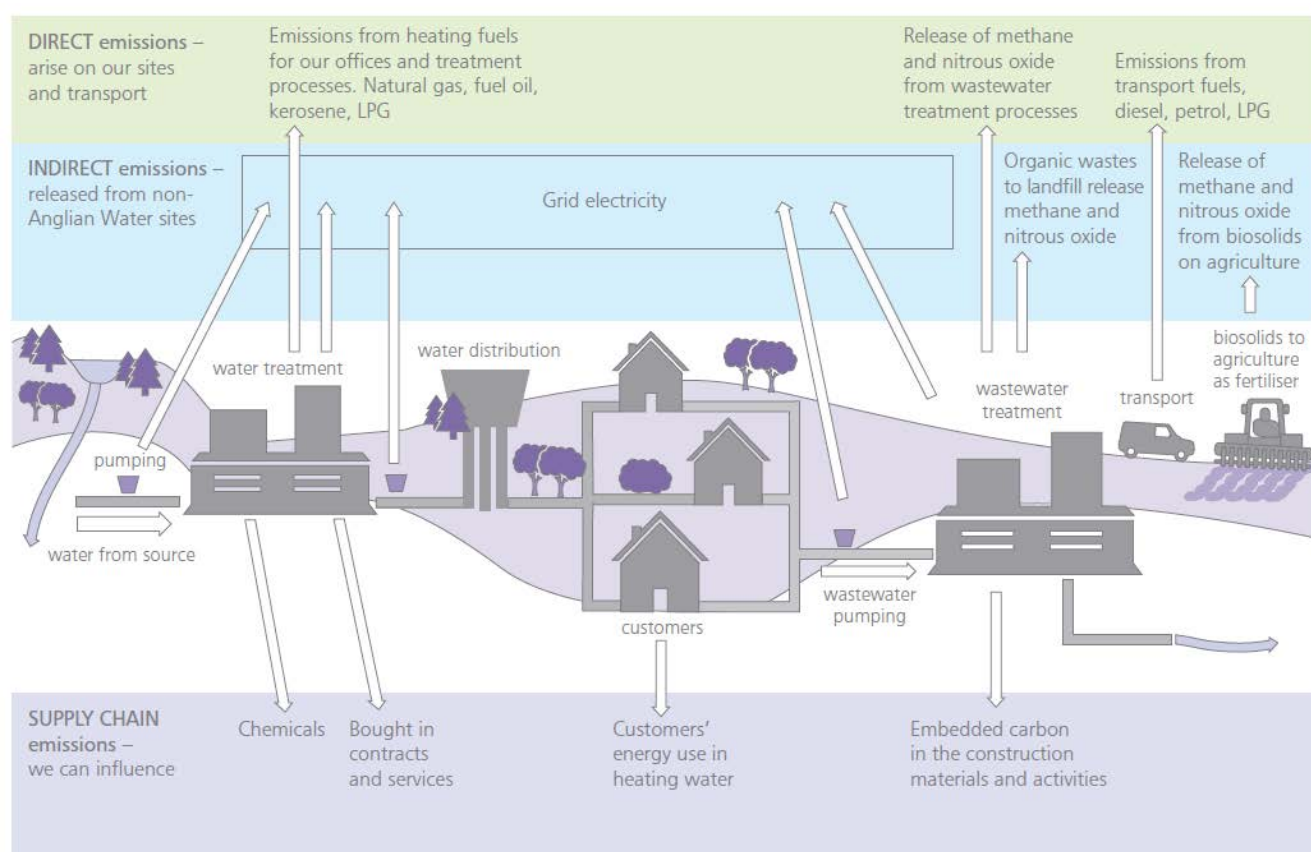 DIRECT emissions –
arise on our sites
and transport
Emissions from heating fuels
for our offices and treatment
processes. Natural gas, fuel oil,
kerosene, LPG
Release of methane
and nitrous oxide
from wastewater
treatment processes
Emissions from
transport fuels,
diesel, petrol, LPG
INDIRECT emissions –
released from non-
Anglian Water sites
Grid electricity
Organic wastes
to landfill release
methane and
nitrous oxide
Release of
methane and
nitrous oxide
from biosolids
on agriculture
water treatment
water distribution
wastewater
treatment
transport
biosolids to
agriculture
as fertiliser
pumping
water from source
customers
wastewater
pumping
SUPPLY CHAIN
emissions –
we can influence
Chemicals
Bought in
contracts
and services
Customers’
energy use in
heating water
Embedded carbon
in the construction
materials and activities